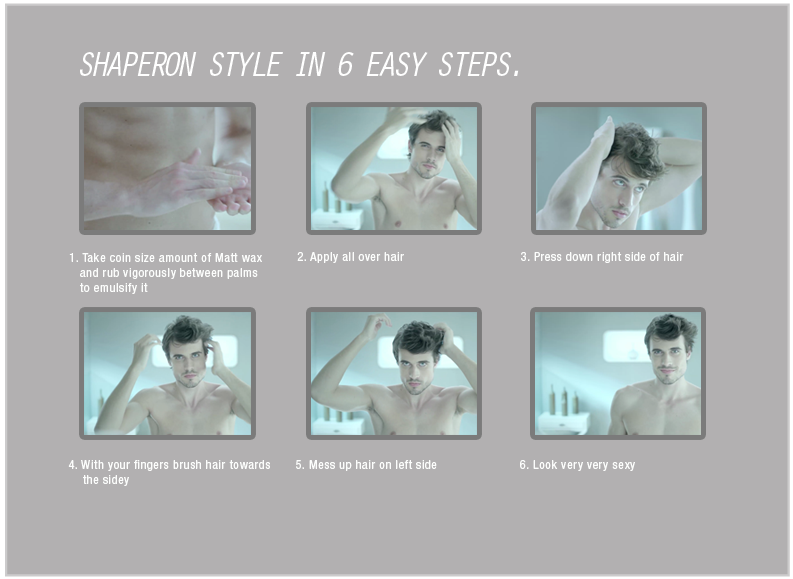 SHAPERON STYLE IN 6 EASY STEPS.
1. Take coin size amount of Matt wax
and rub vigorously between palms
to emulsify it
2. Apply all over hair
3. Press down right side of hair
4. With your fingers brush hair towards
the sidey
5. Mess up hair on left side
6. Look very very sexy